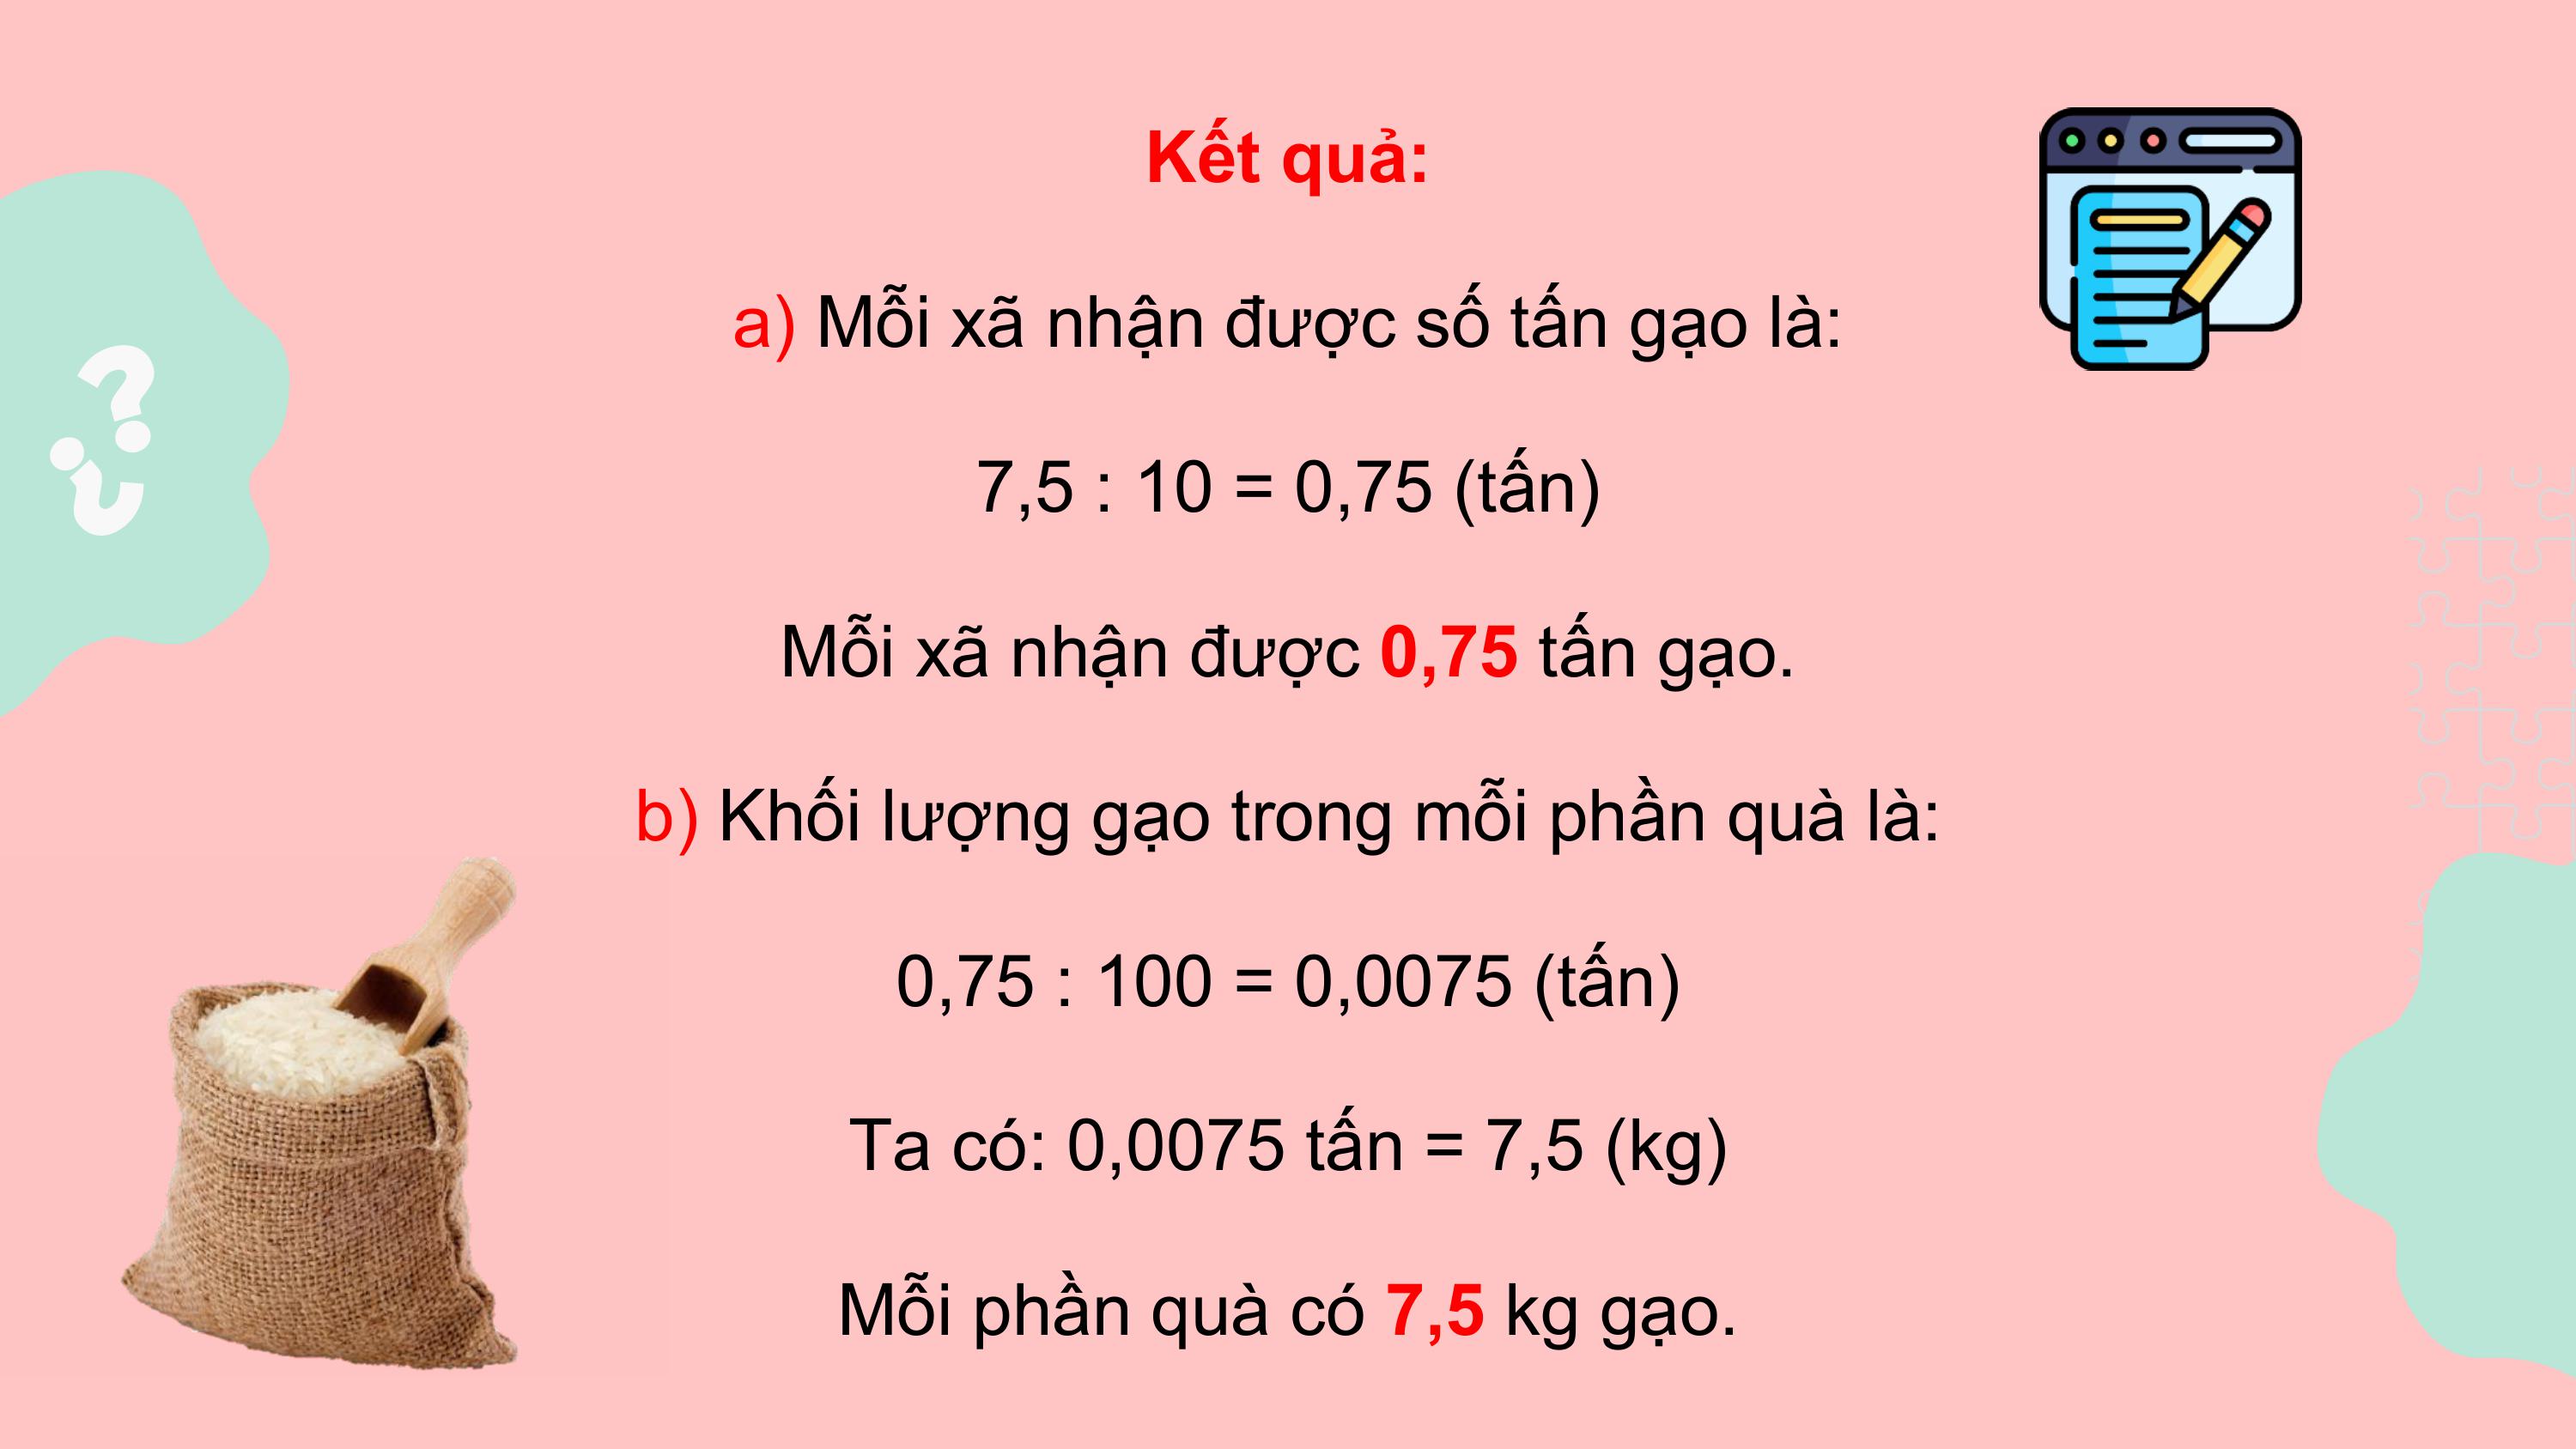 Kết quả:
a) Mỗi xã nhận được số tấn gạo là:
7,5 : 10 = 0,75 (tấn)
Mỗi xã nhận được 0,75 tấn gạo.
b) Khối lượng gạo trong mỗi phần quà là:
0,75 : 100 = 0,0075 (tấn)
Ta có: 0,0075 tấn = 7,5 (kg)
Mỗi phần quà có 7,5 kg gạo.
??